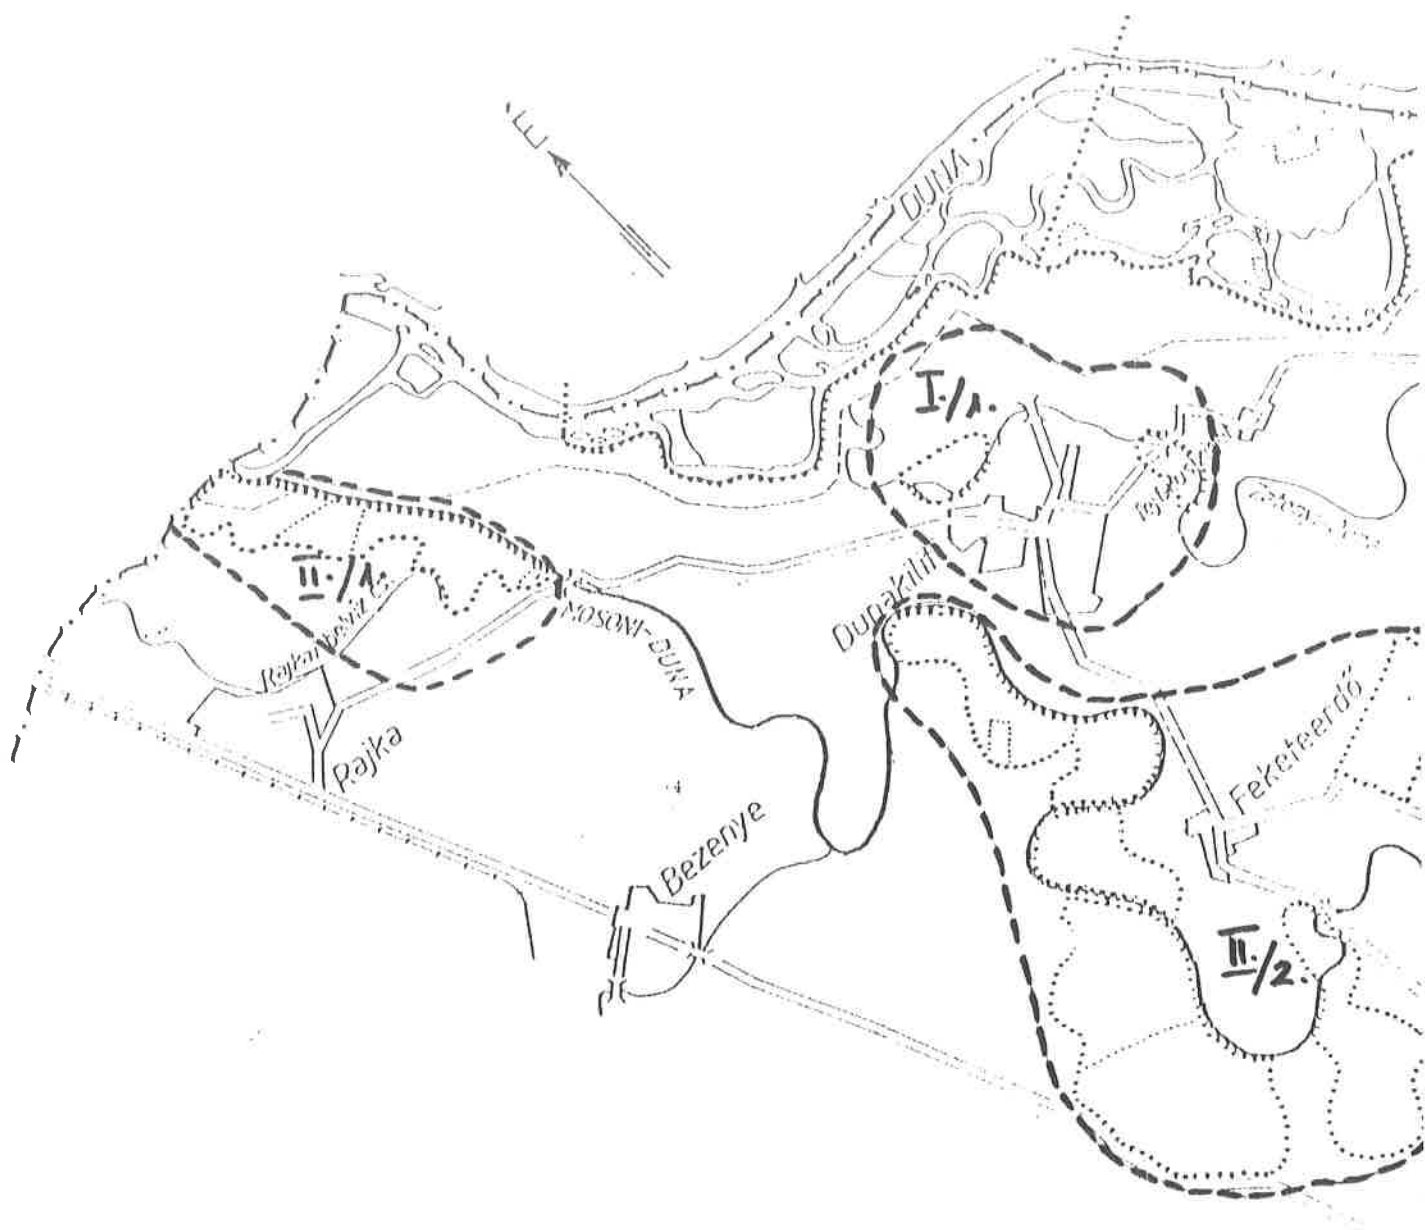 É
DUNA
I./1.
II./1.
MOSONI-DUNA
Dunakiliti
Rajka
Feketeerdő
Bezenye
II./2.